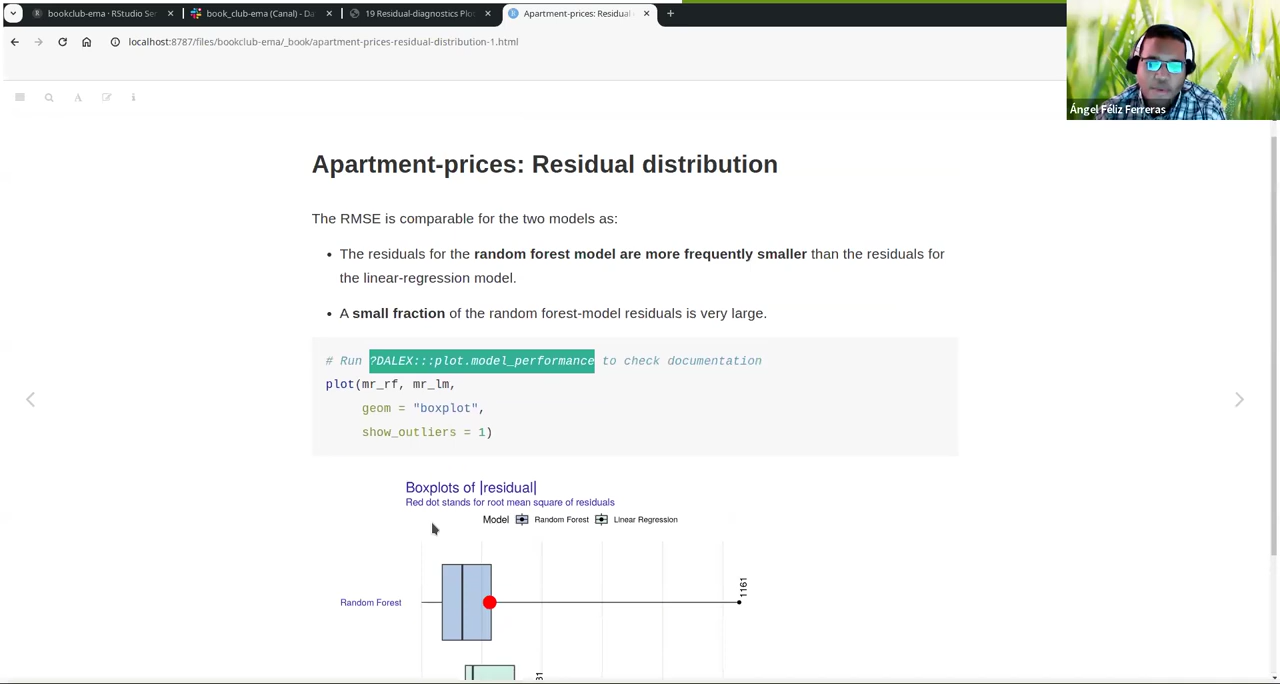 bookclub-ema · RStudio Ser
book_club-ema (Canal) - Da
19 Residual-diagnostics Plo
Apartment-prices: Residual
localhost:8787/files/bookclub-ema/_book/apartment-prices-residual-distribution-1.html
Ángel Féliz Ferreras
Apartment-prices: Residual distribution
The RMSE is comparable for the two models as:
• The residuals for the random forest model are more frequently smaller than the residuals for
the linear-regression model.
• A small fraction of the random forest-model residuals is very large.
# Run ?DALEX:::plot.model_performance to check documentation
plot(mr_rf, mr_lm,
geom = "boxplot",
show_outliers = 1)
Boxplots of |residual|
Red dot stands for root mean square of residuals
Model Random Forest Linear Regression
1161
Random Forest